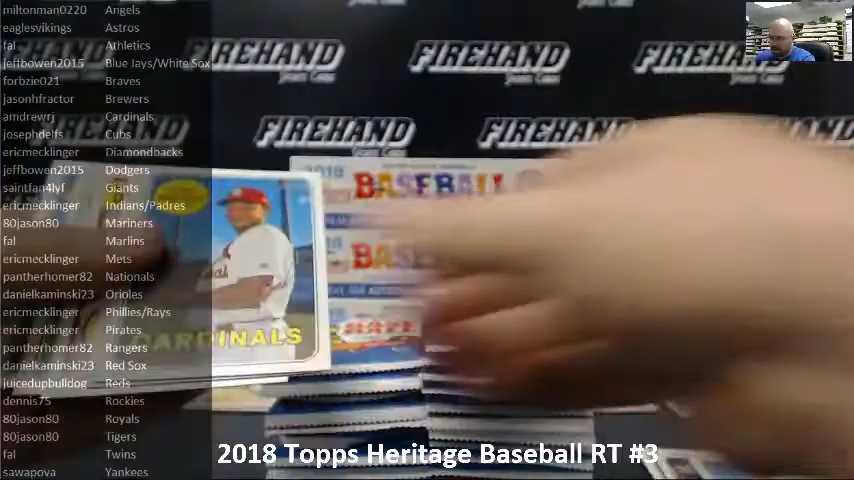 miltonman0220 Angels
eaglesvikings Astros
fal Athletics
jeffbowen2015 Blue Jays/White Sox
forbzie021 Braves
jasonhfractor Brewers
amdrewrj Cardinals
josephdelfs Cubs
ericmecklinger Diamondbacks
jeffbowen2015 Dodgers
saintfan4lyf Giants
ericmecklinger Indians/Padres
80jason80 Mariners
fal Marlins
ericmecklinger Mets
pantherhomer82 Nationals
danielkaminski23 Orioles
ericmecklinger Phillies/Rays
ericmecklinger Pirates
pantherhomer82 Rangers
danielkaminski23 Red Sox
juicedupbulldog Reds
dennis75 Rockies
80jason80 Royals
80jason80 Tigers
fal Twins
sawapova Yankees
FIREHAND FIREHAND FIREHAND
FIREHAND FIREHAND
BASEBALL
CARDINALS
2018 Topps Heritage Baseball RT #3